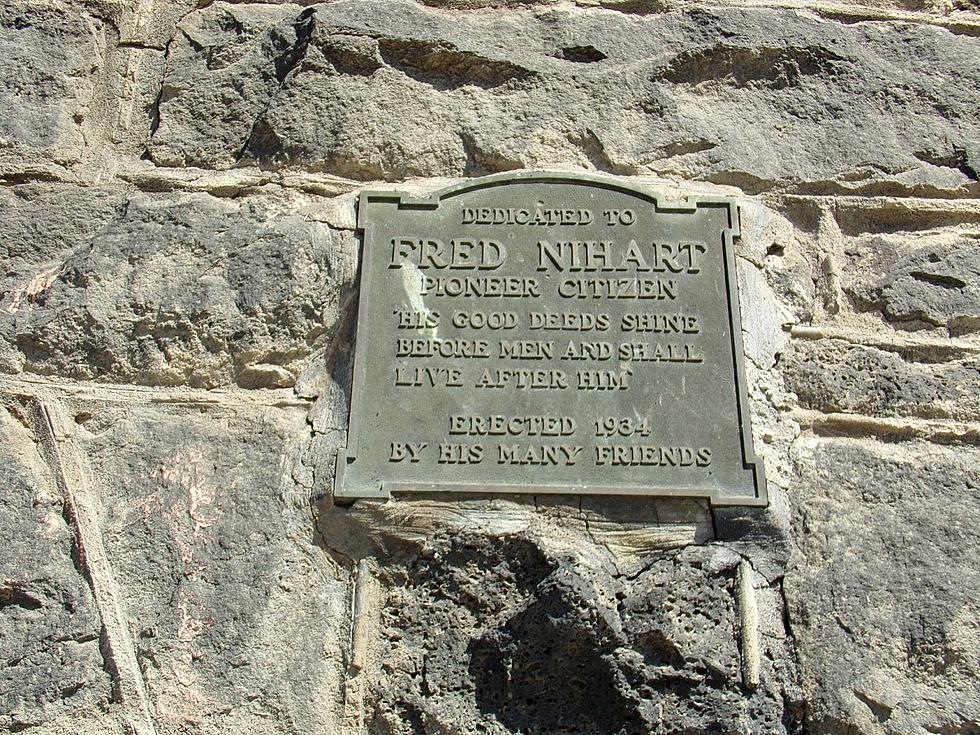 DEDICATED TO
FRED NIHART
PIONEER CITIZEN
"HIS GOOD DEEDS SHINE
BEFORE MEN AND SHALL
LIVE AFTER HIM"
ERECTED 1934
BY HIS MANY FRIENDS